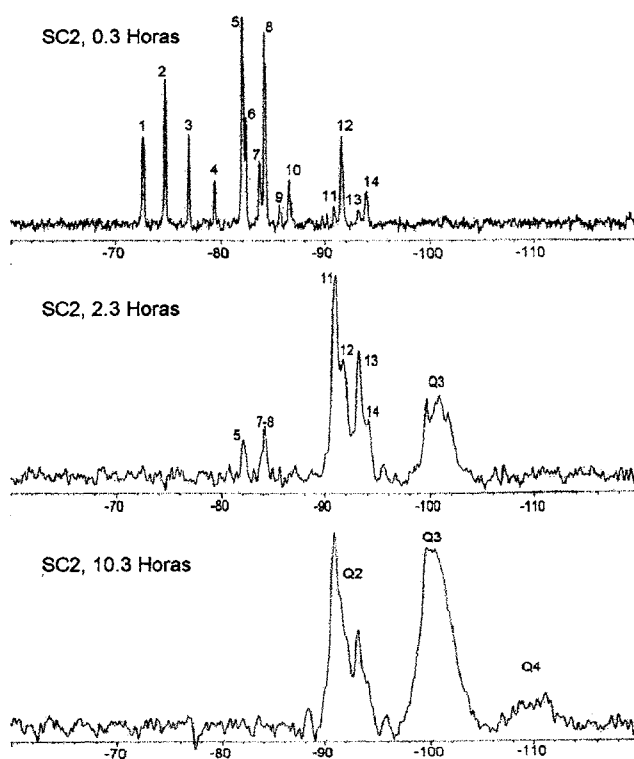 SC2, 0.3 Horas
1 2 3 4 5 6 7 8 9 10 11 12 13 14
-70 -80 -90 -100 -110
SC2, 2.3 Horas
5 7-8 11 12 13 14 Q3
-70 -80 -90 -100 -110
SC2, 10.3 Horas
Q2 Q3 Q4
-70 -80 -90 -100 -110